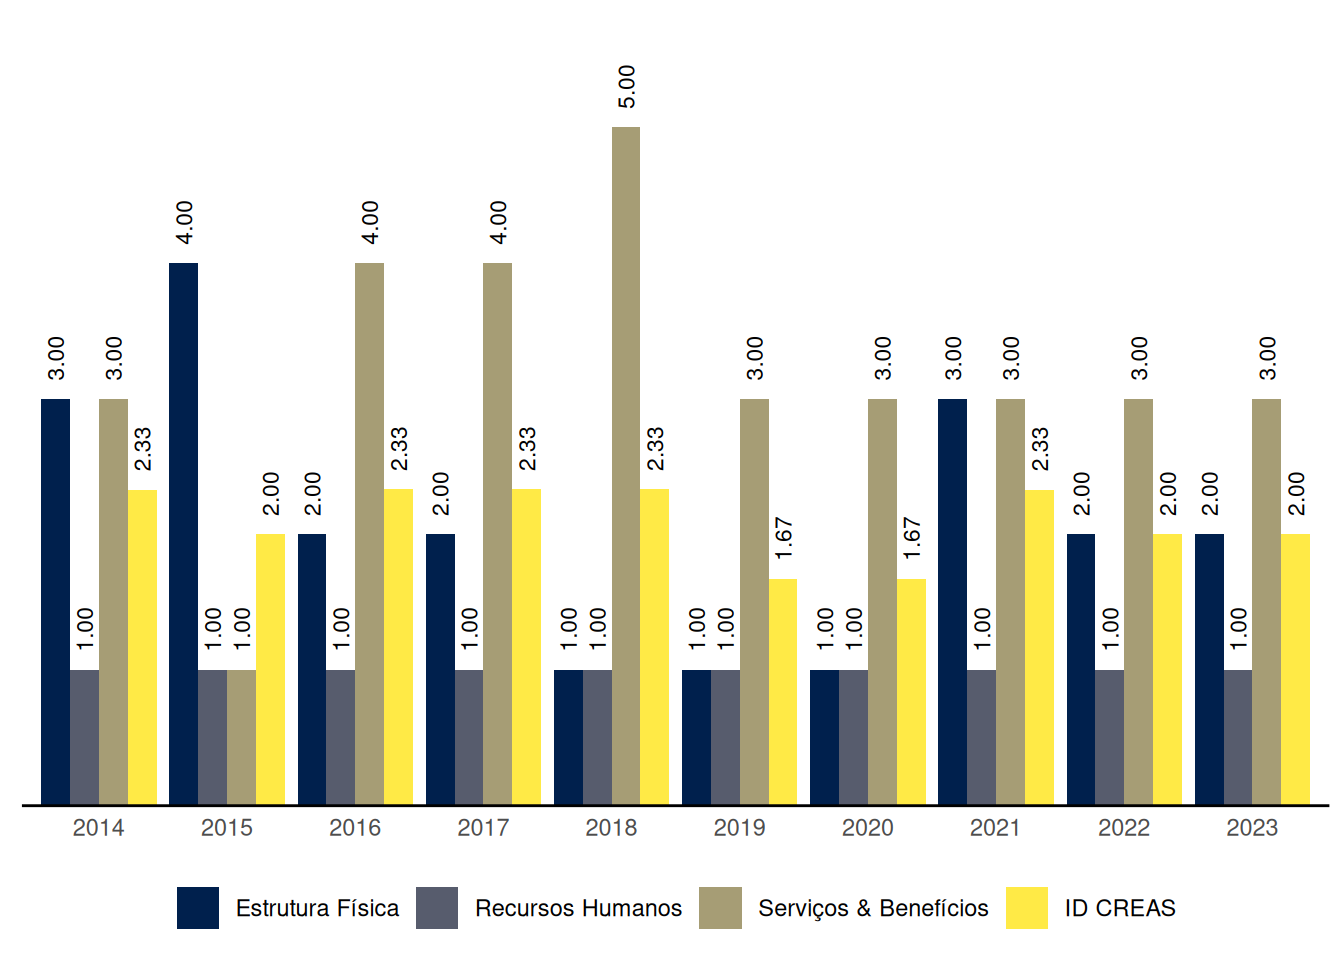 5.00
4.00 4.00 4.00
3.00 3.00 3.00 3.00 3.00 3.00 3.00 3.00
2.33 2.33 2.33 2.33 2.33
2.00 2.00 2.00 2.00 2.00 2.00 2.00
1.67 1.67
1.00 1.00 1.00 1.00 1.00 1.00 1.00 1.00 1.00 1.00 1.00 1.00 1.00 1.00
2014 2015 2016 2017 2018 2019 2020 2021 2022 2023
Estrutura Física Recursos Humanos Serviços & Benefícios ID CREAS